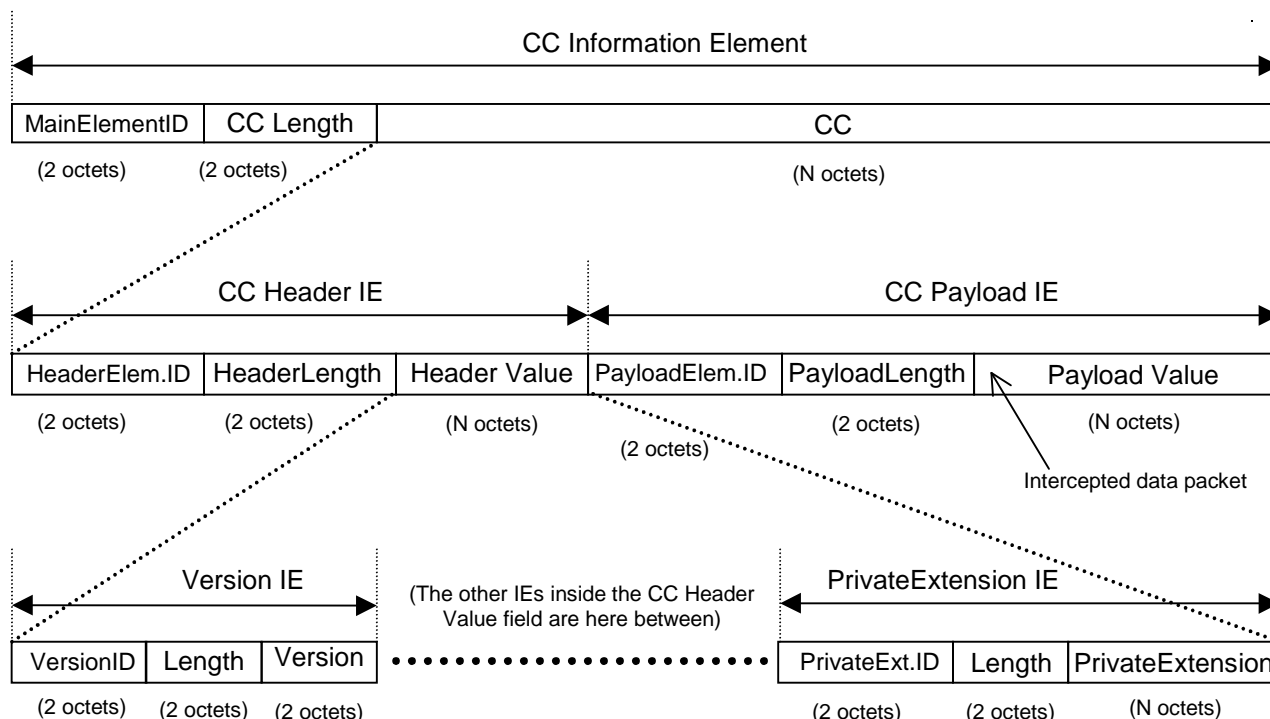 CC Information Element
MainElementID CC Length CC
(2 octets) (2 octets) (N octets)
CC Header IE CC Payload IE
HeaderElem.ID HeaderLength Header Value PayloadElem.ID PayloadLength Payload Value
(2 octets) (2 octets) (N octets) (2 octets) (2 octets) (N octets)
Intercepted data packet
Version IE (The other IEs inside the CC Header PrivateExtension IE
Value field are here between)
VersionID Length Version PrivateExt.ID Length PrivateExtension
(2 octets) (2 octets) (2 octets) (2 octets) (2 octets) (N octets)